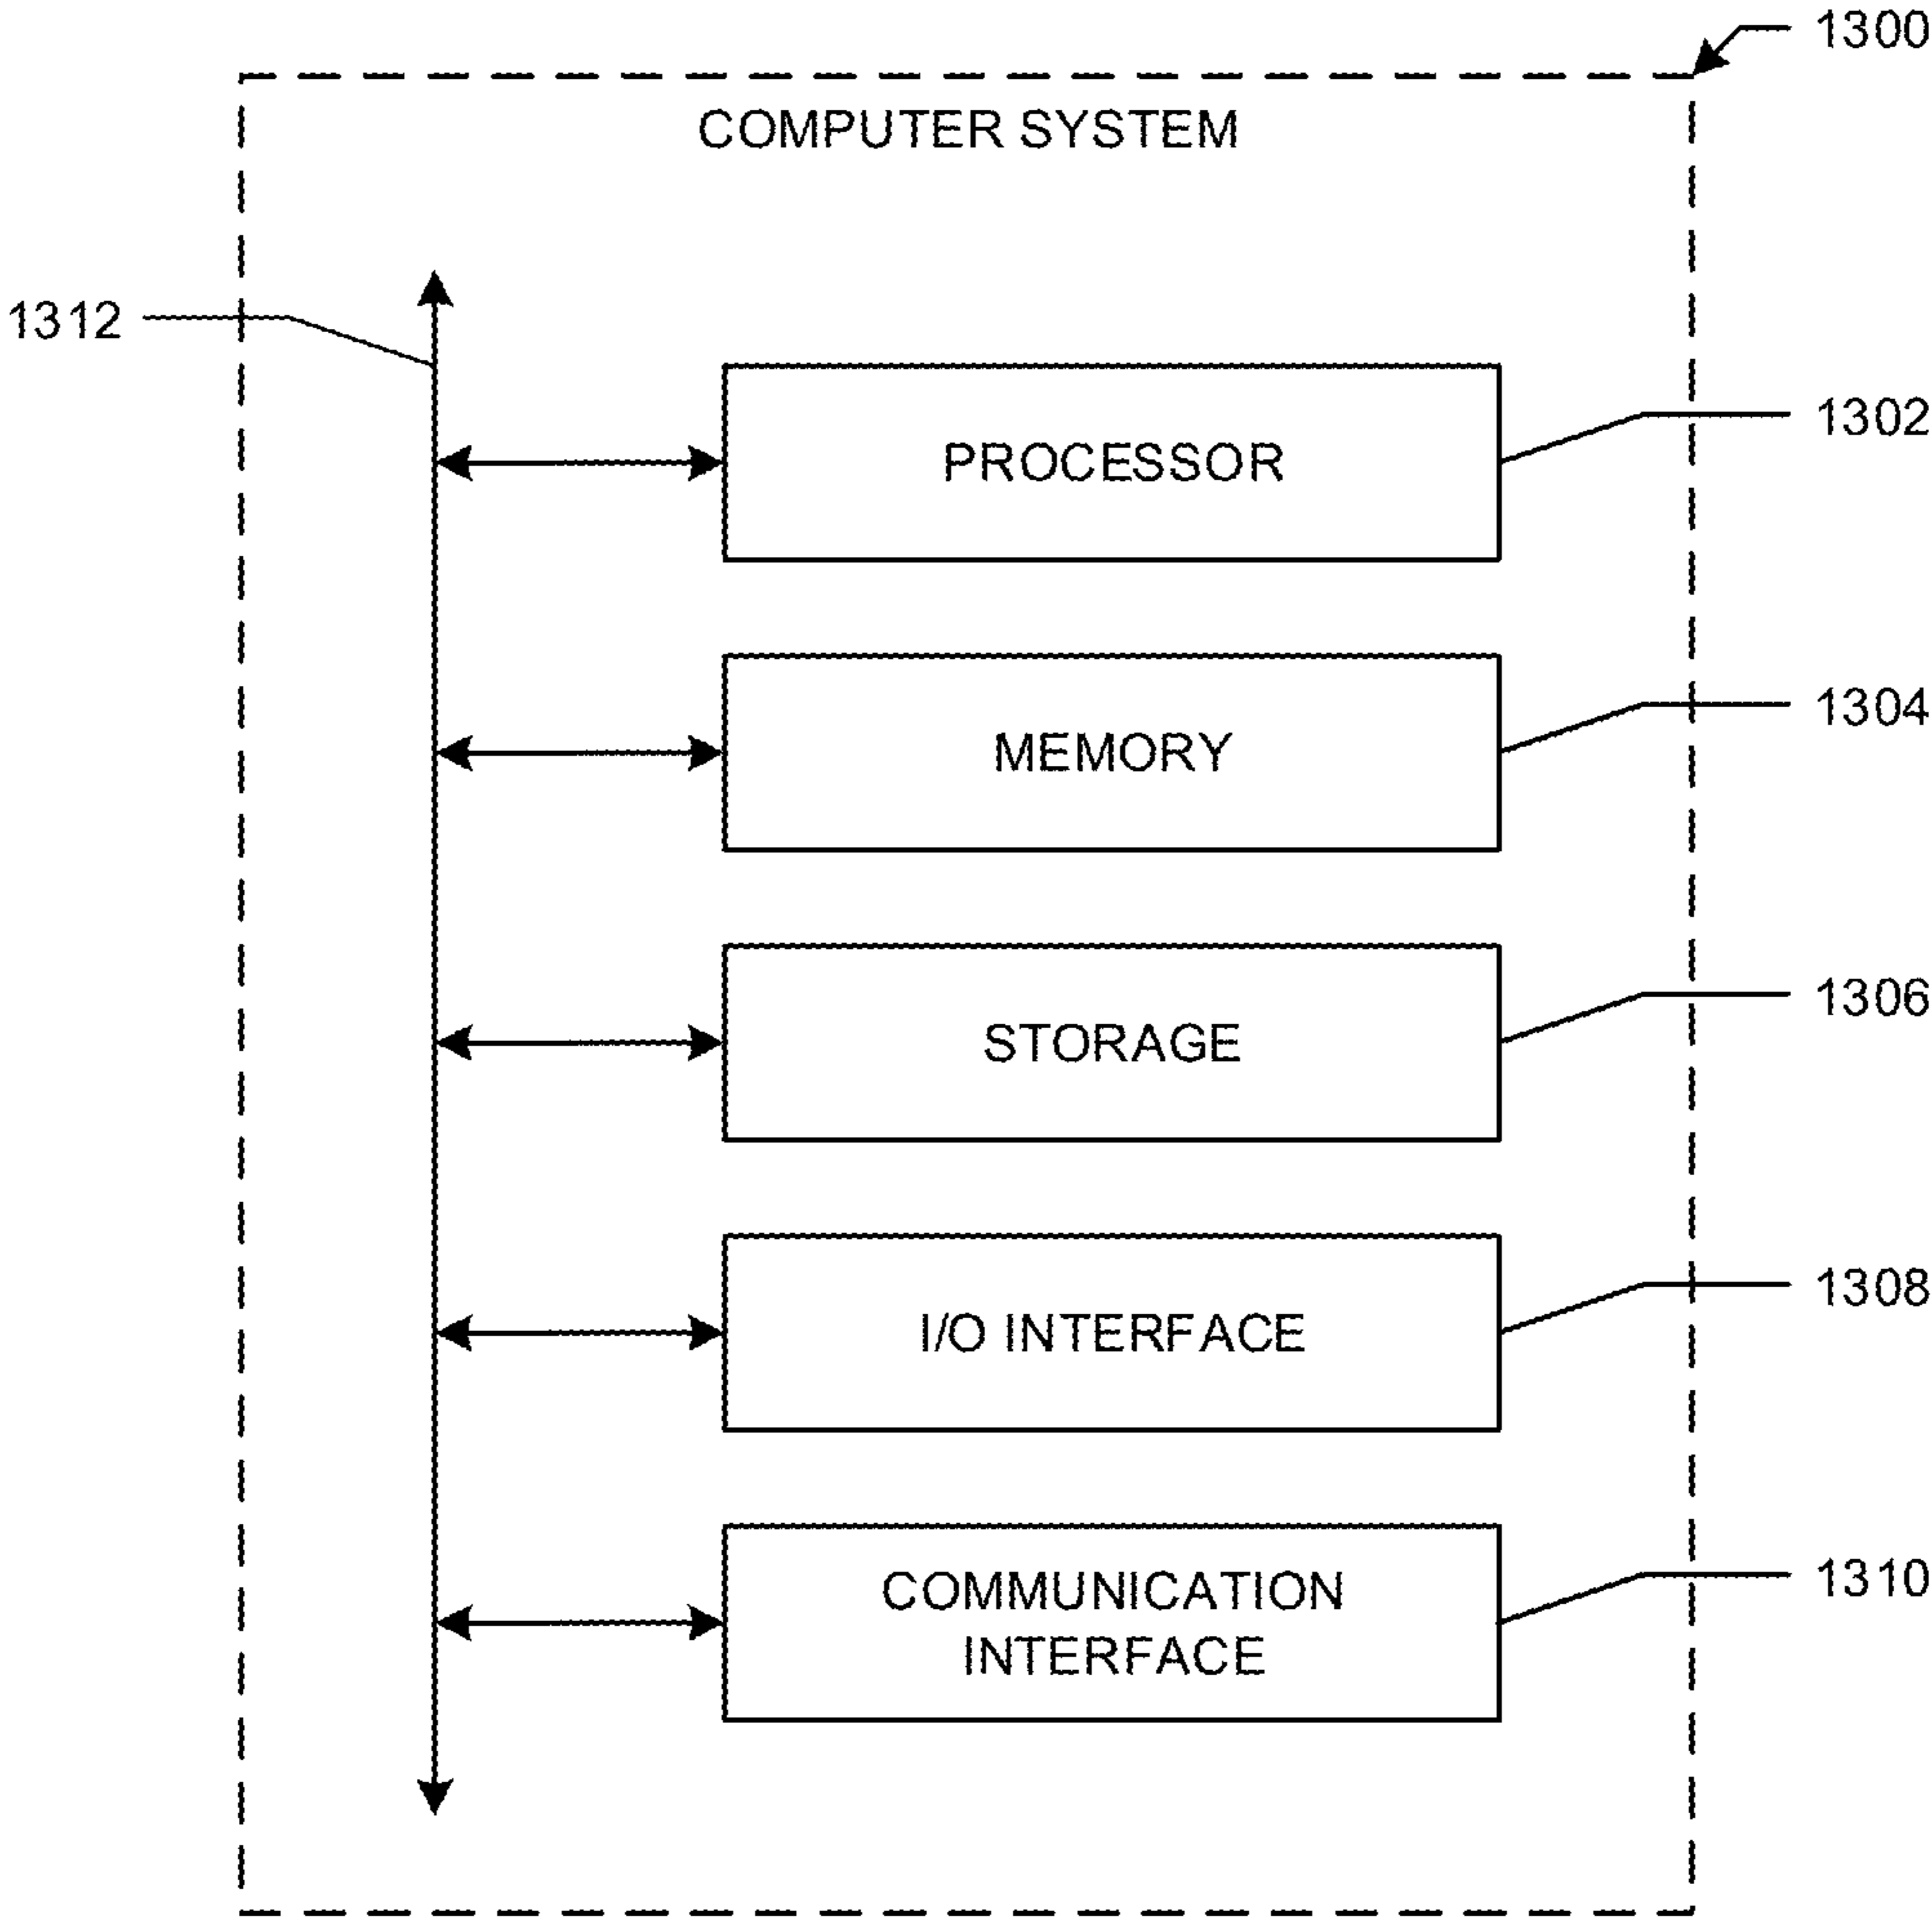 1300
COMPUTER SYSTEM
1312
1302
PROCESSOR
1304
MEMORY
1306
STORAGE
1308
I/O INTERFACE
1310
COMMUNICATION
INTERFACE